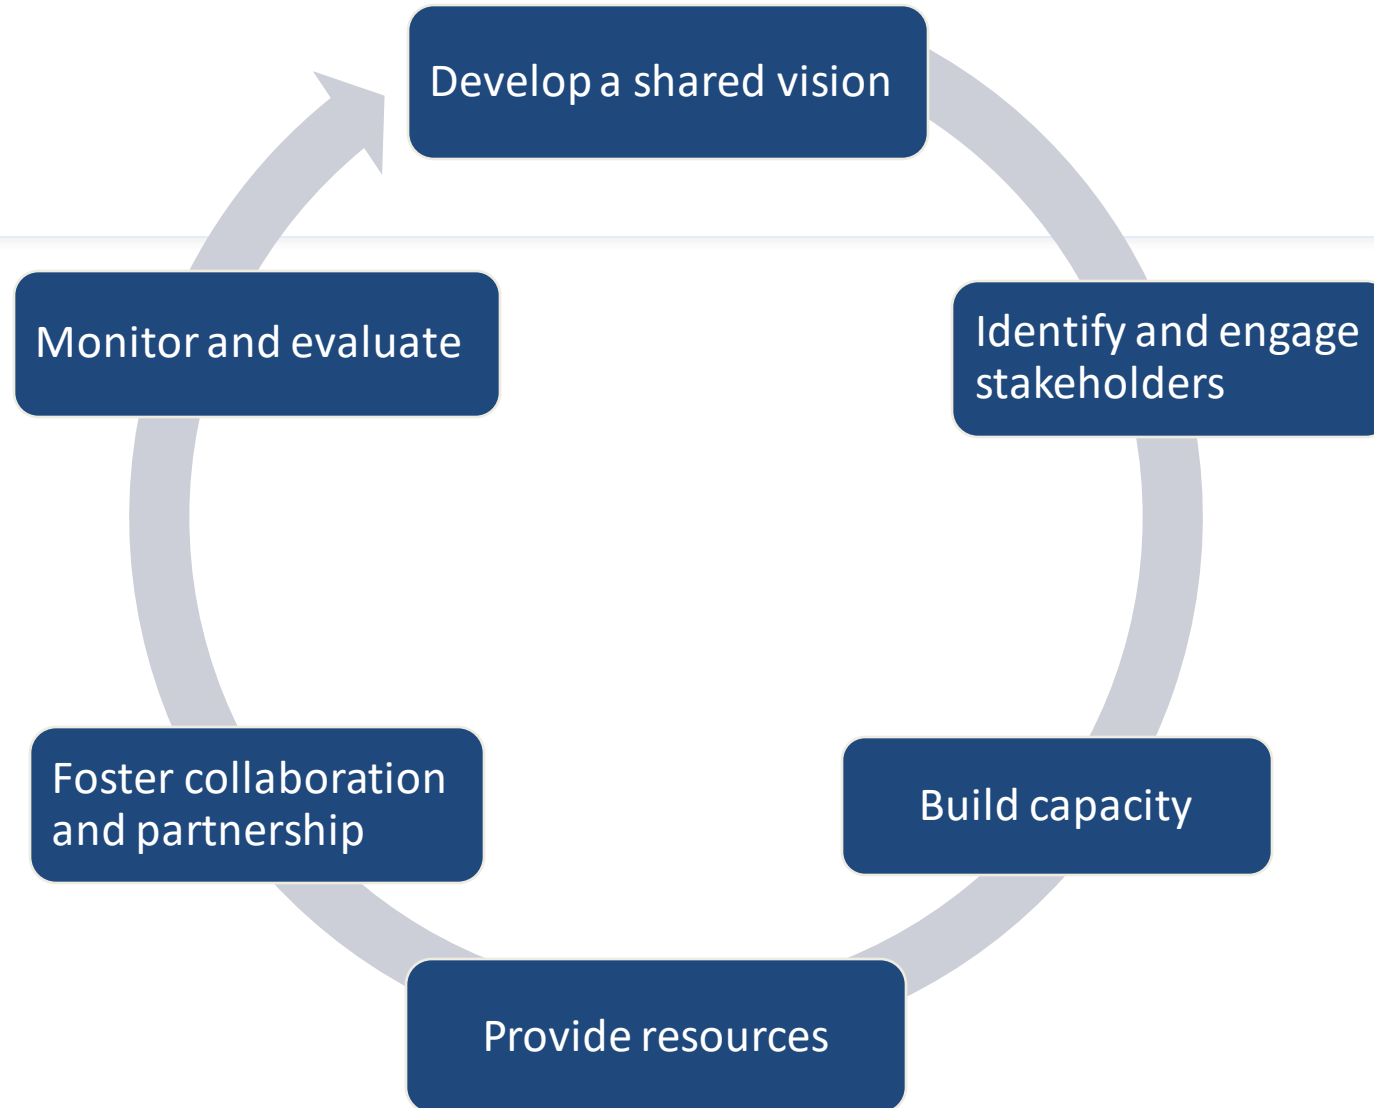 Develop a shared vision
Identify and engage
stakeholders
Build capacity
Provide resources
Foster collaboration
and partnership
Monitor and evaluate